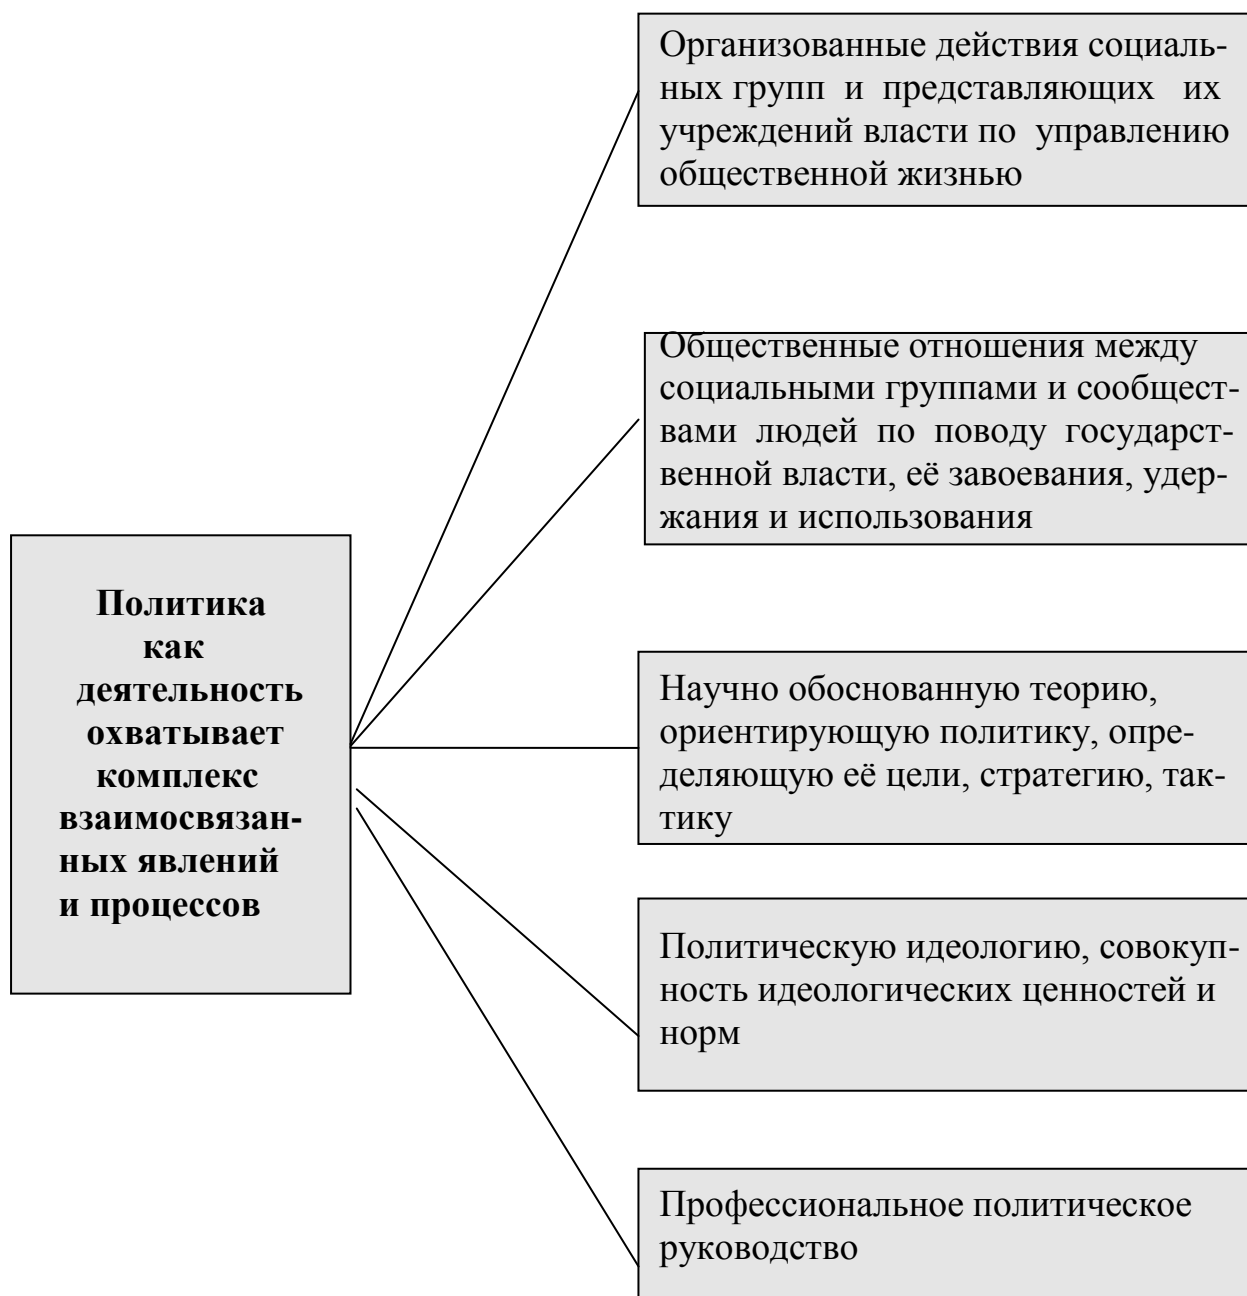 Организованные действия социаль-
ных групп и представляющих их
учреждений власти по управлению
общественной жизнью
Общественные отношения между
социальными группами и сообщест-
вами людей по поводу государст-
венной власти, её завоевания, удер-
жания и использования
Политика
как
деятельность
охватывает
комплекс
взаимосвязан-
ных явлений
и процессов
Научно обоснованную теорию,
ориентирующую политику, опре-
деляющую её цели, стратегию, так-
тику
Политическую идеологию, совокуп-
ность идеологических ценностей и
норм
Профессиональное политическое
руководство